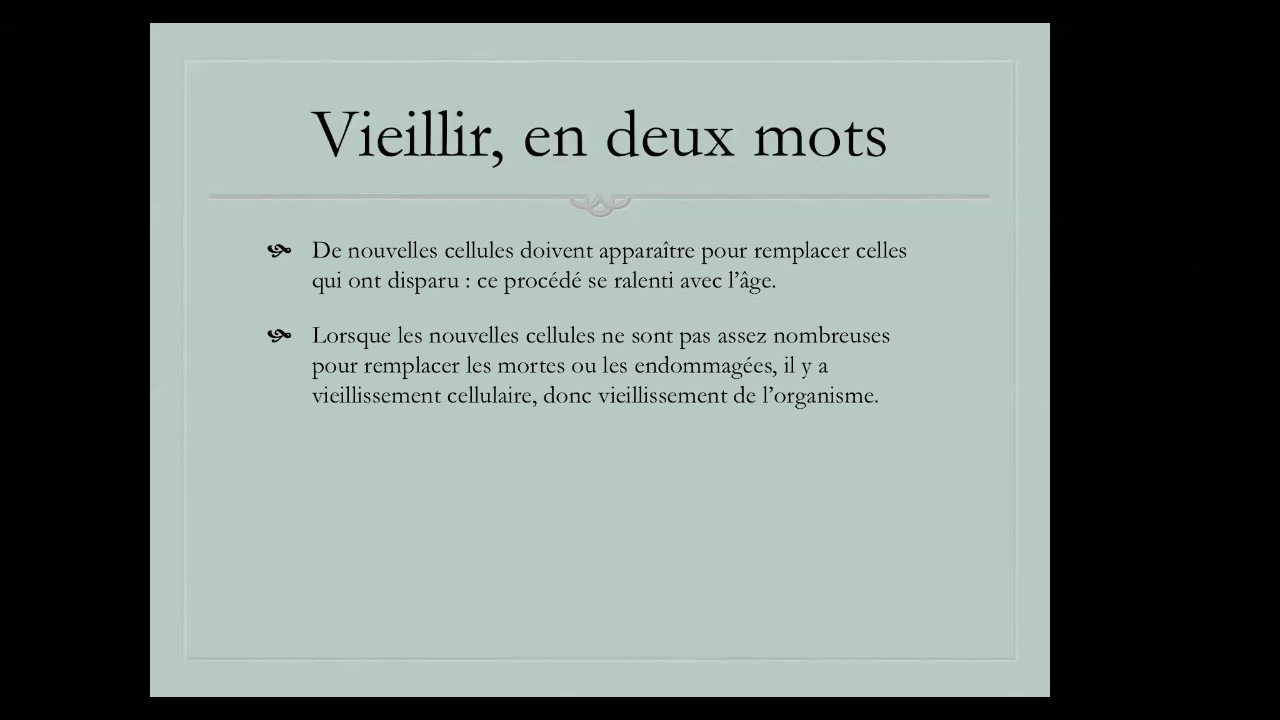 Vieillir, en deux mots
De nouvelles cellules doivent apparaître pour remplacer celles
qui ont disparu : ce procédé se ralenti avec l’âge.
Lorsque les nouvelles cellules ne sont pas assez nombreuses
pour remplacer les mortes ou les endommagées, il y a
vieillissement cellulaire, donc vieillissement de l’organisme.